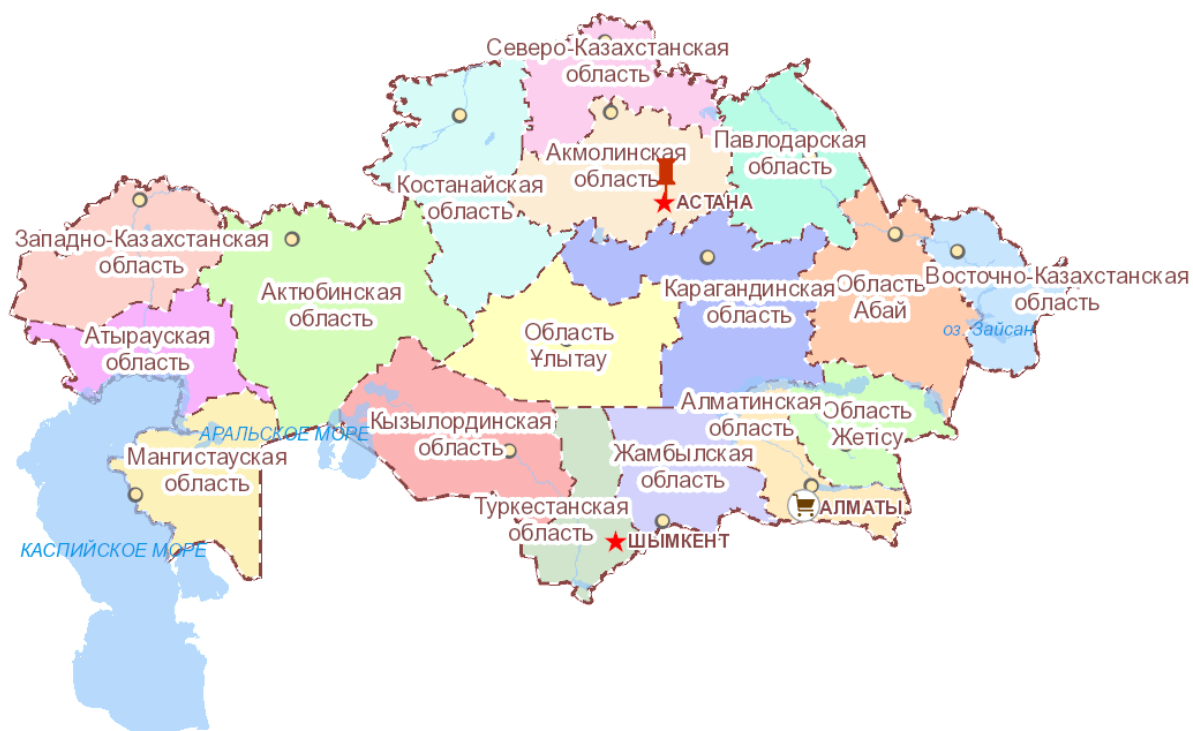 Северо-Казахстанская
область
Павлодарская
область
Акмолинская
область
Костанайская
область
АСТАНА
Западно-Казахстанская
область
Актюбинская
область
Карагандинская
область
Область
Абай
Восточно-Казахстанская
область
оз. Зайсан
Атырауская
область
Область
Ұлытау
Алматинская
область
Область
Жетісу
Кызылординская
область
АРАЛЬСКОЕ МОРЕ
Мангистауская
область
Жамбылская
область
Туркестанская
область
АЛМАТЫ
ШЫМКЕНТ
КАСПИЙСКОЕ МОРЕ